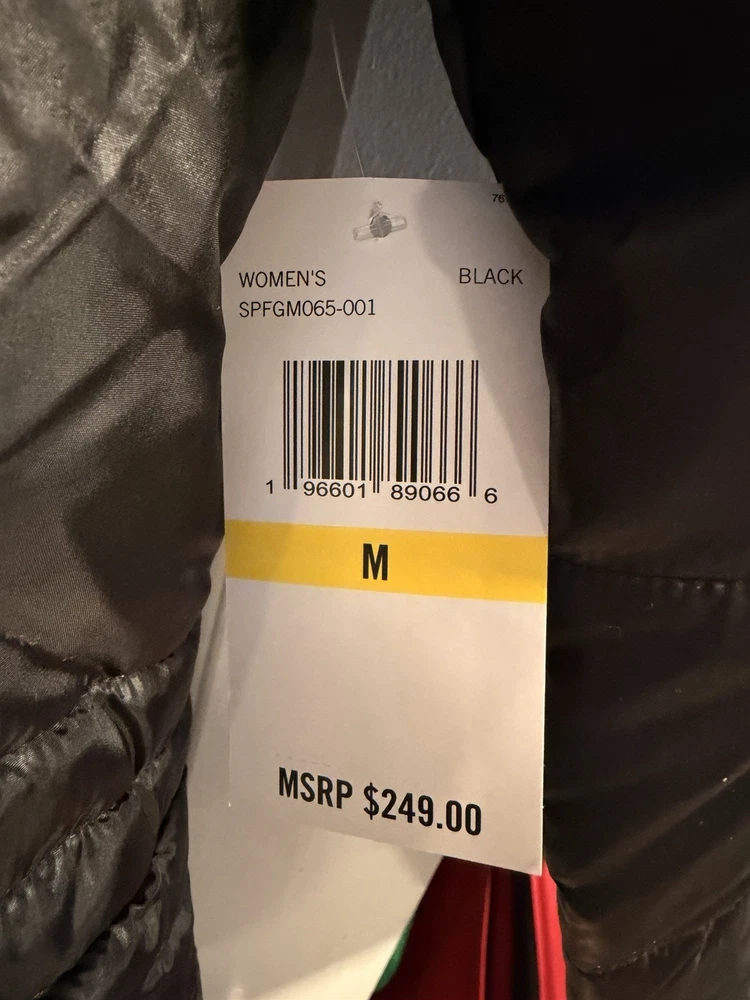 WOMEN'S BLACK
SPFGM065-001
1 96601 89066 6
M
MSRP $249.00